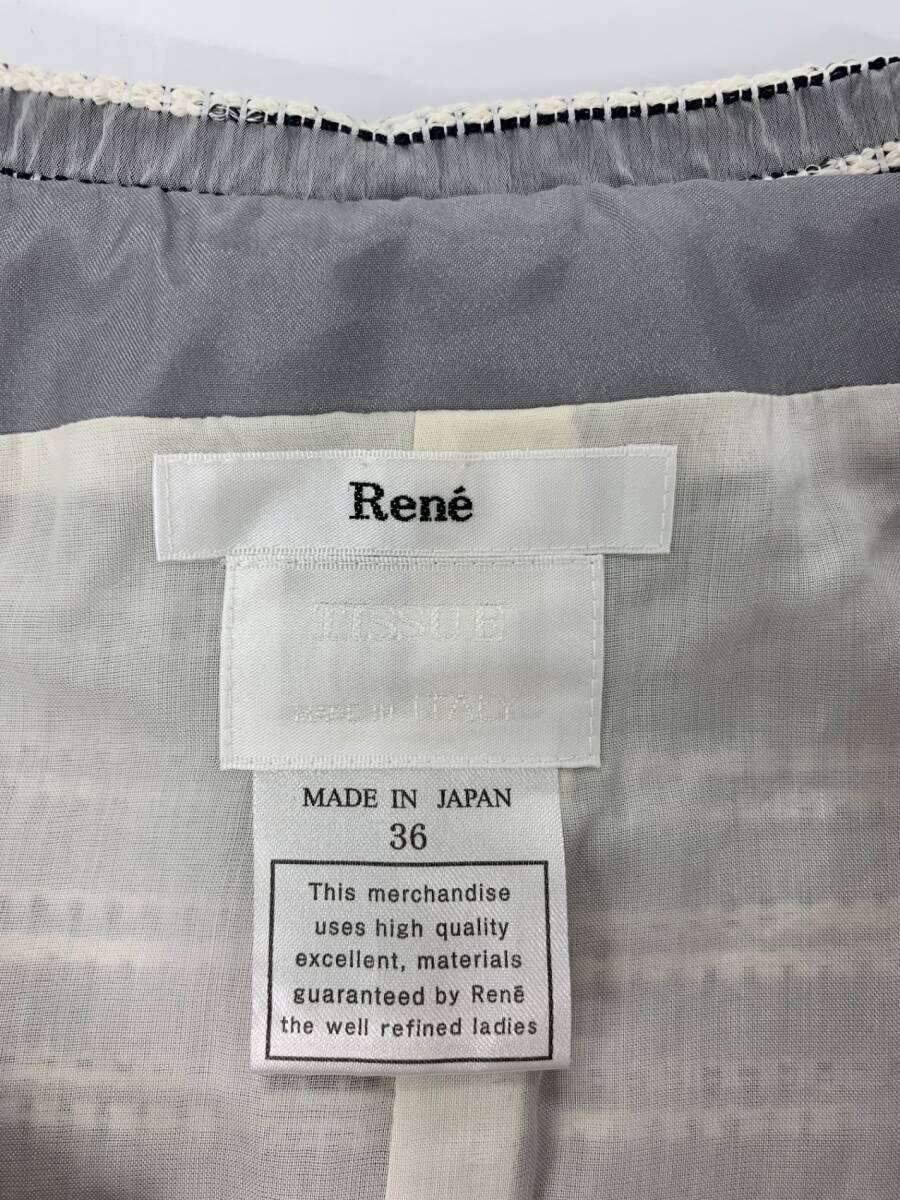 René
TISSUE
MADE IN ITALY
MADE IN JAPAN
36
This merchandise
uses high quality
excellent, materials
guaranteed by Renē
the well refined ladies